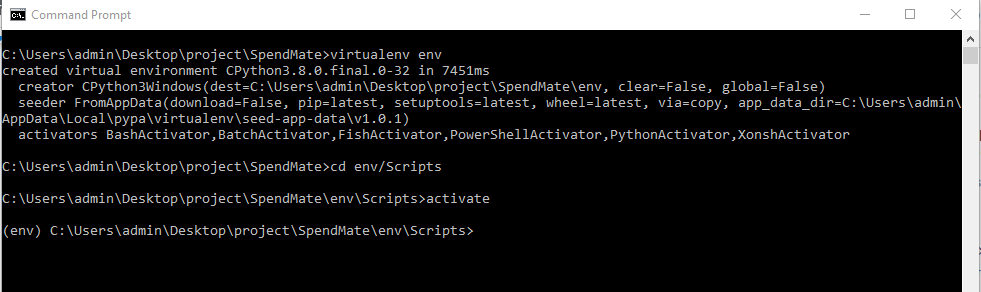 Command Prompt
C:\Users\admin\Desktop\project\SpendMate>virtualenv env
created virtual environment CPython3.8.0.final.0-32 in 7451ms
  creator CPython3Windows(dest=C:\Users\admin\Desktop\project\SpendMate\env, clear=False, global=False)
  seeder FromAppData(download=False, pip=latest, setuptools=latest, wheel=latest, via=copy, app_data_dir=C:\Users\admin\
AppData\Local\pypa\virtualenv\seed-app-data\v1.0.1)
  activators BashActivator,BatchActivator,FishActivator,PowerShellActivator,PythonActivator,XonshActivator
C:\Users\admin\Desktop\project\SpendMate>cd env/Scripts
C:\Users\admin\Desktop\project\SpendMate\env\Scripts>activate
(env) C:\Users\admin\Desktop\project\SpendMate\env\Scripts>